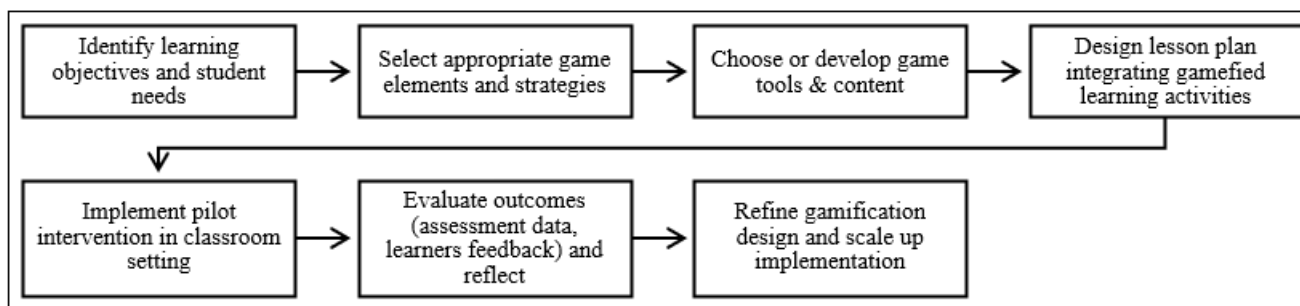 Identify learning
objectives and student
needs
Select appropriate game
elements and strategies
Choose or develop game
tools & content
Design lesson plan
integrating gamefied
learning activities
Implement pilot
intervention in classroom
setting
Evaluate outcomes
(assessment data,
learners feedback) and
reflect
Refine gamification
design and scale up
implementation